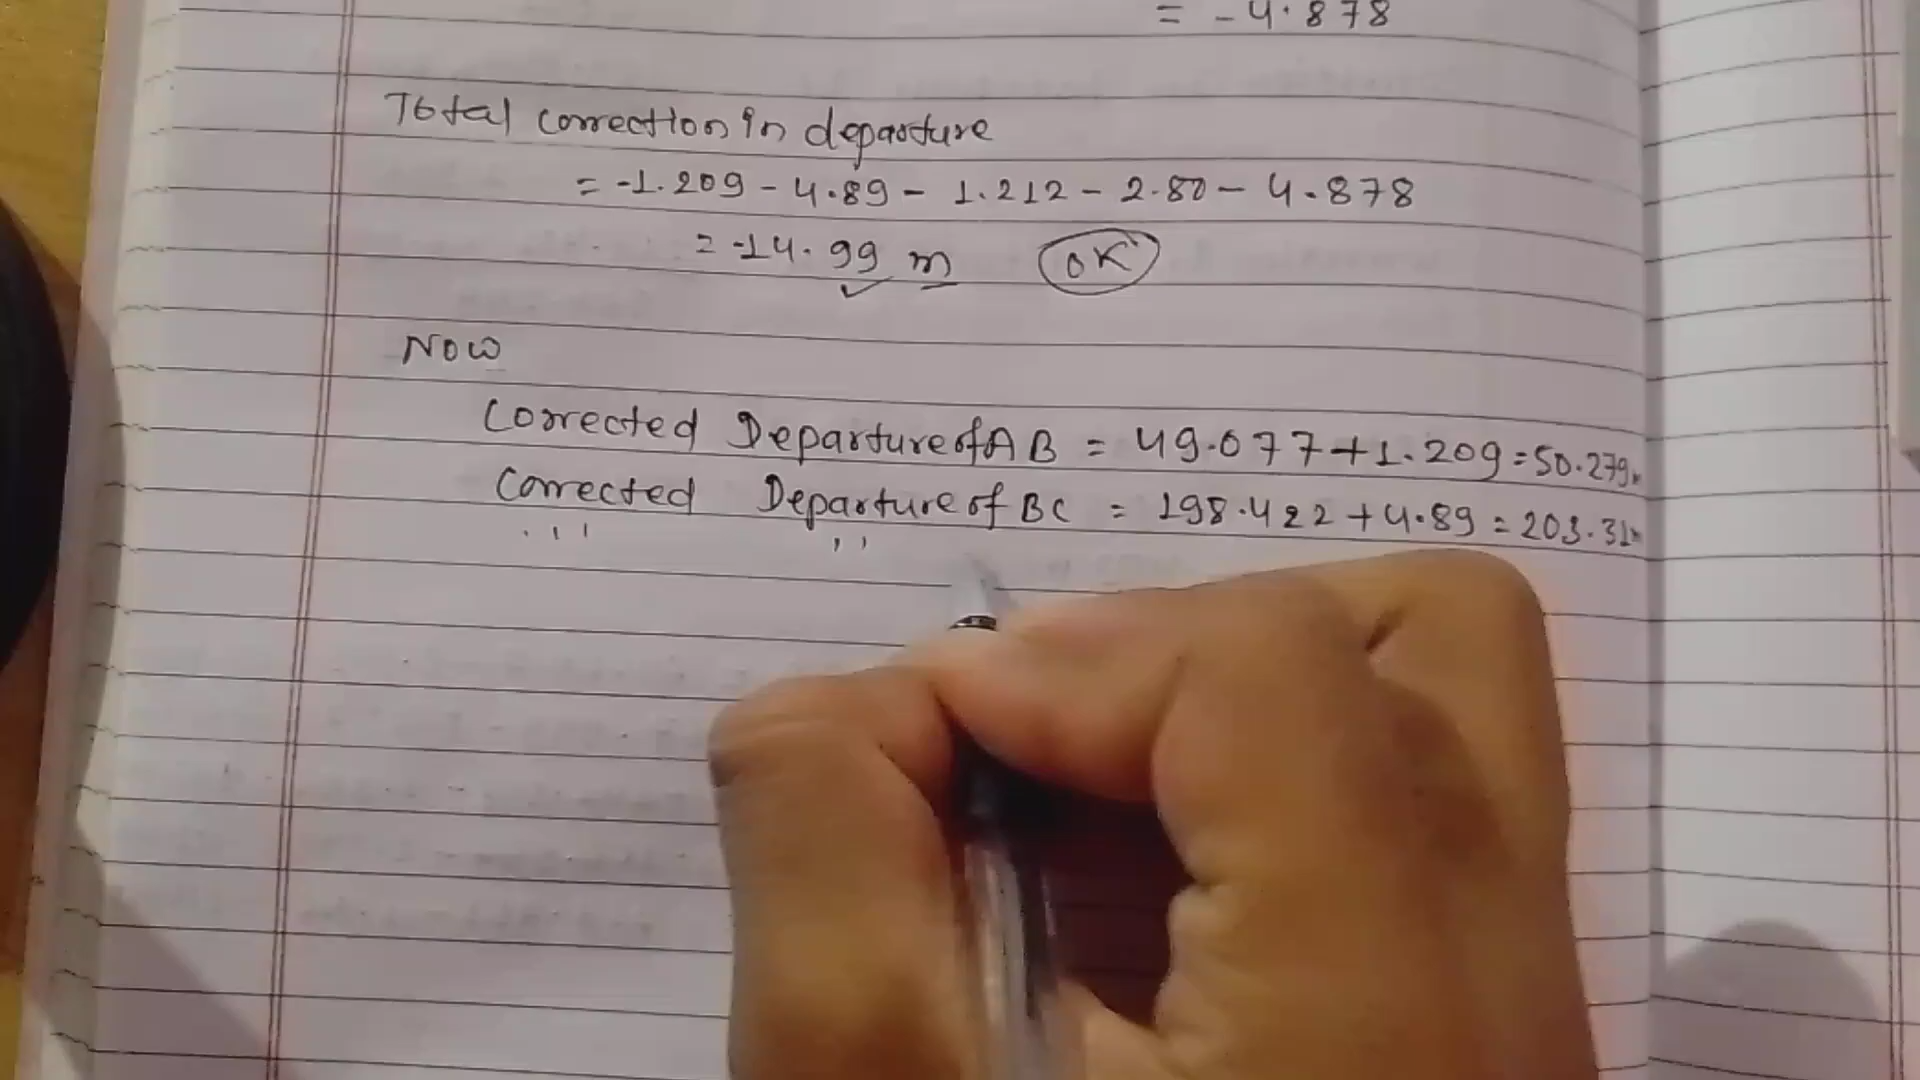 = - 4.878
Total correction in departure
= -1.209 - 4.89 - 1.212 - 2.80 - 4.878
= -14.99 m OK
Now
Corrected Departure of AB = 49.077 + 1.209 = 50.279m
Corrected Departure of BC = 198.422 + 4.89 = 203.31m
,, ,,